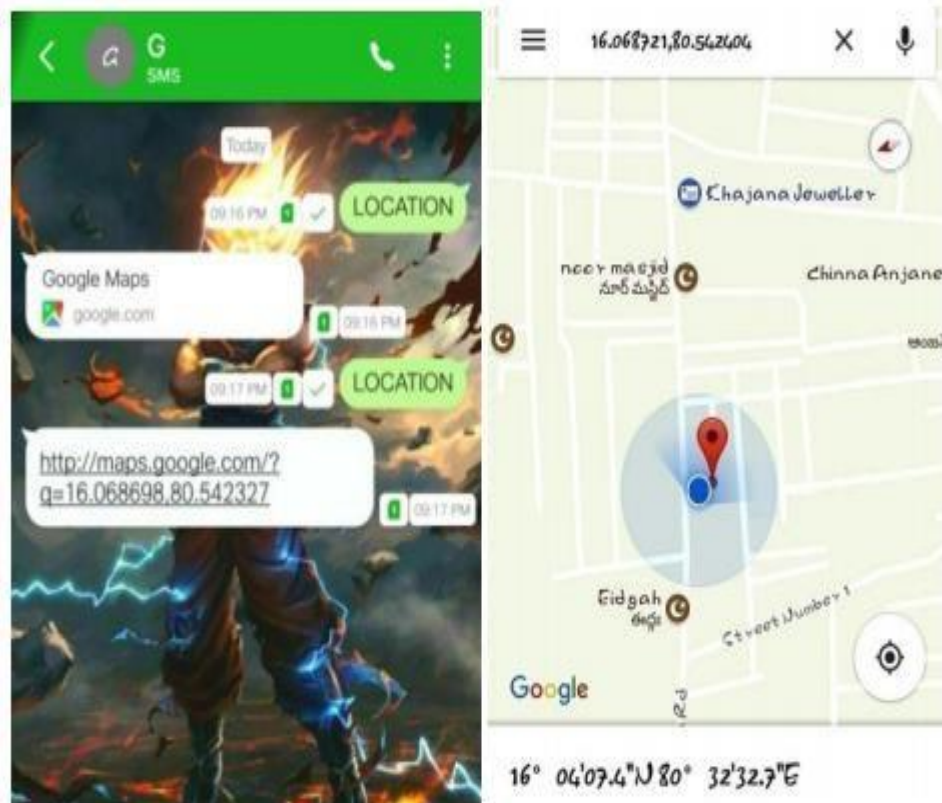 G
G
SMS
Today
09:16 PM
LOCATION
Google Maps
google.com
09:16 PM
09:17 PM
LOCATION
http://maps.google.com/?
q=16.068698,80.542327
09:17 PM
16.068721,80.542404
Khajana Jeweller
noor masjid
నూర్ మస్జిద్
Chinna Anjane
Eidgah
ఈద్గా
Street Number 1
Rd
Google
16° 04'07.4"N 80° 32'32.7"E